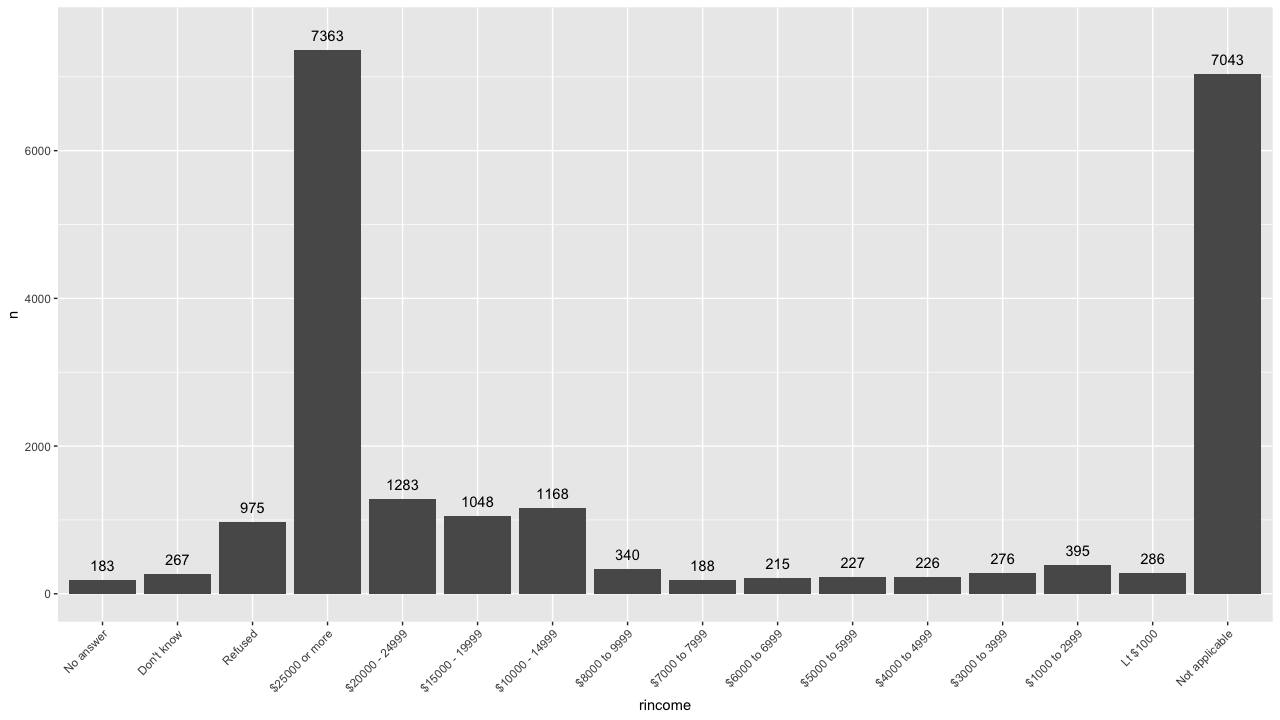 7363
7043
6000
4000
2000
1283
1168
1048
975
395
340
286
276
267
227
226
215
188
183
0
n
No answer
Don't know
Refused
$25000 or more
$20000 - 24999
$15000 - 19999
$10000 - 14999
$8000 to 9999
$7000 to 7999
$6000 to 6999
$5000 to 5999
$4000 to 4999
$3000 to 3999
$1000 to 2999
Lt $1000
Not applicable
rincome